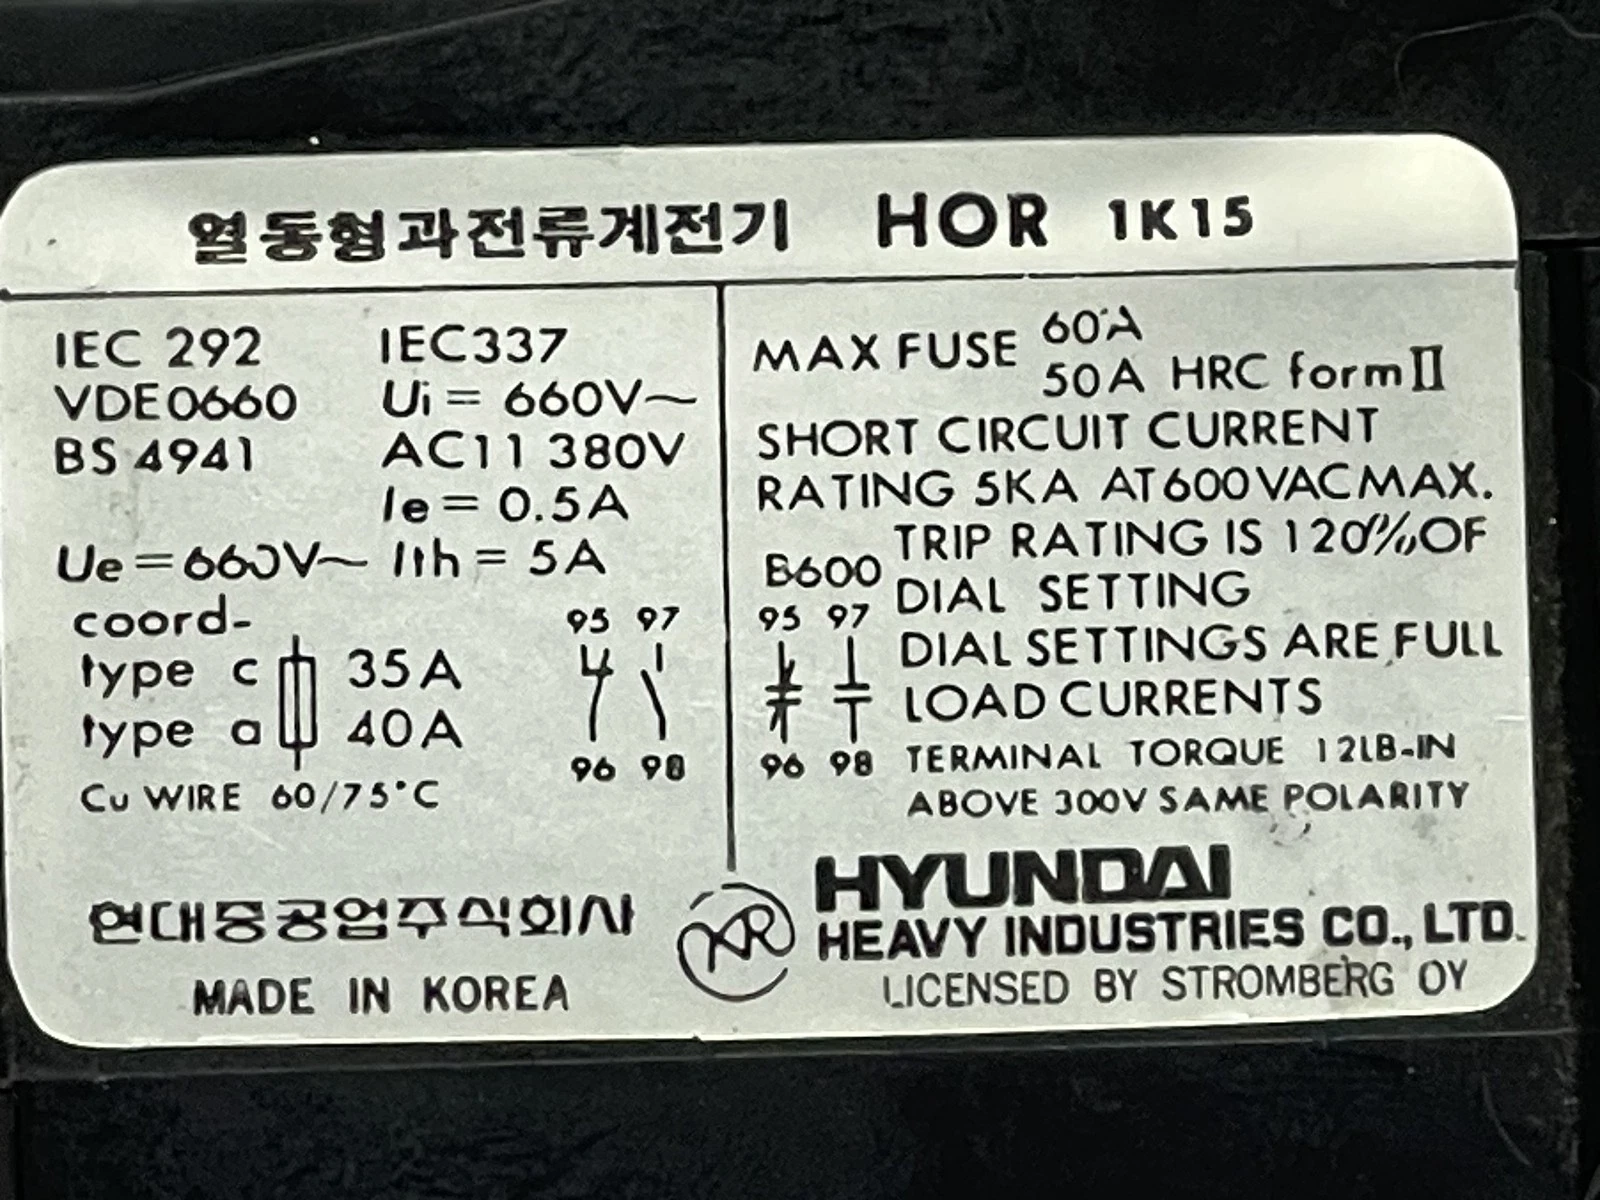 열동형과전류계전기 HOR 1K15
IEC 292 IEC337
VDE0660 Ui = 660V~
BS 4941 AC11 380V
Ie = 0.5A
Ue = 660V~ Ith = 5A
coord-
type c 35A
type a 40A
95 97
96 98
Cu WIRE 60/75°C
MAX FUSE 60A
50A HRC form II
SHORT CIRCUIT CURRENT
RATING 5KA AT 600VAC MAX.
B600
95 97
96 98
TRIP RATING IS 120% OF
DIAL SETTING
DIAL SETTINGS ARE FULL
LOAD CURRENTS
TERMINAL TORQUE 12LB-IN
ABOVE 300V SAME POLARITY
현대중공업주식회사
MADE IN KOREA
HYUNDAI
HEAVY INDUSTRIES CO., LTD.
LICENSED BY STROMBERG OY